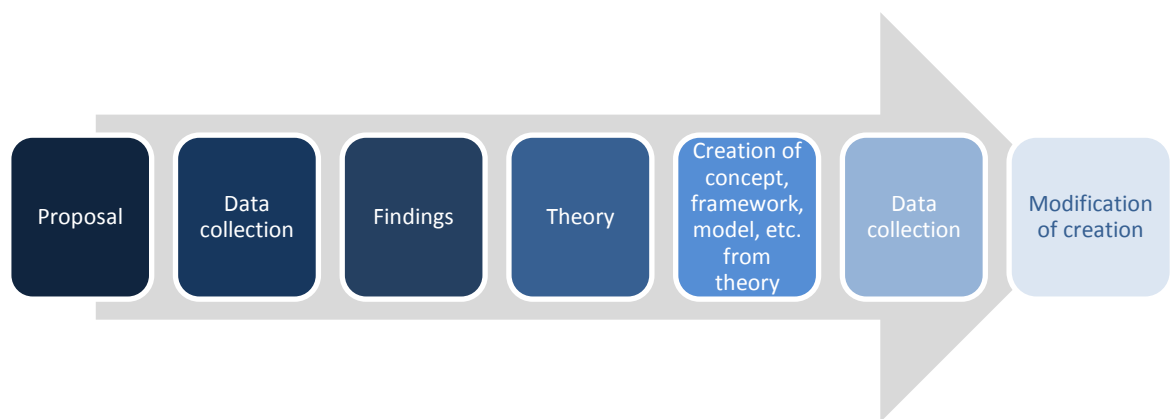 Proposal
Data
collection
Findings
Theory
Creation of
concept,
framework,
model, etc.
from
theory
Data
collection
Modification
of creation